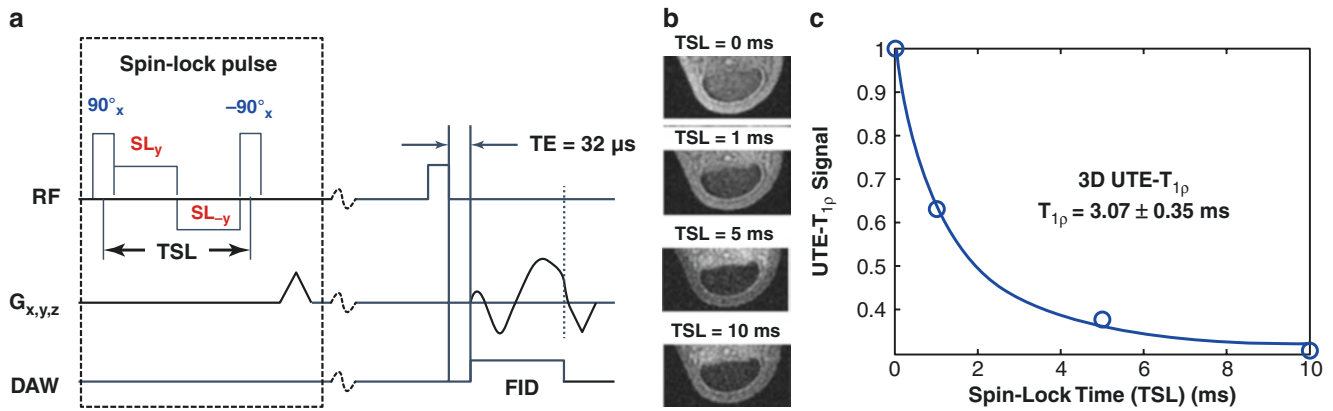 a
Spin-lock pulse
90°x
–90°x
SLy
SL–y
RF
TE = 32 µs
TSL
Gx,y,z
DAW
FID
b
TSL = 0 ms
TSL = 1 ms
TSL = 5 ms
TSL = 10 ms
c
UTE-T1ρ Signal
1
0.9
0.8
0.7
0.6
0.5
0.4
3D UTE-T1ρ
T1ρ = 3.07 ± 0.35 ms
0 2 4 6 8 10
Spin-Lock Time (TSL) (ms)